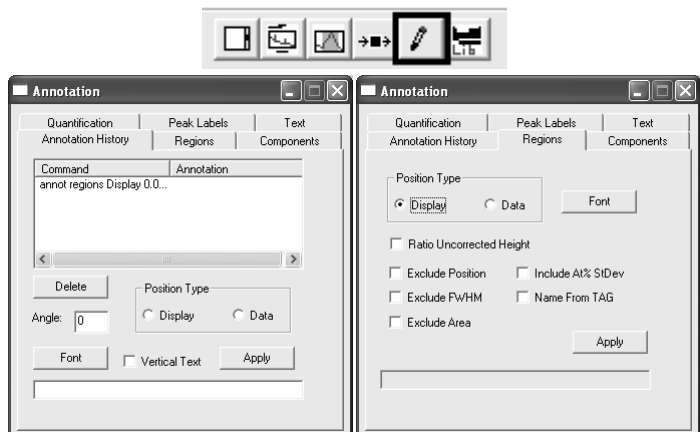 Lib
Annotation
Quantification Peak Labels Text
Annotation History Regions Components
Command Annotation
annot regions Display 0.0...
Delete
Position Type
Angle: 0
Display Data
Font
Vertical Text
Apply
Annotation
Quantification Peak Labels Text
Annotation History Regions Components
Position Type
Display Data
Font
Ratio Uncorrected Height
Exclude Position Include At% StDev
Exclude FWHM Name From TAG
Exclude Area
Apply